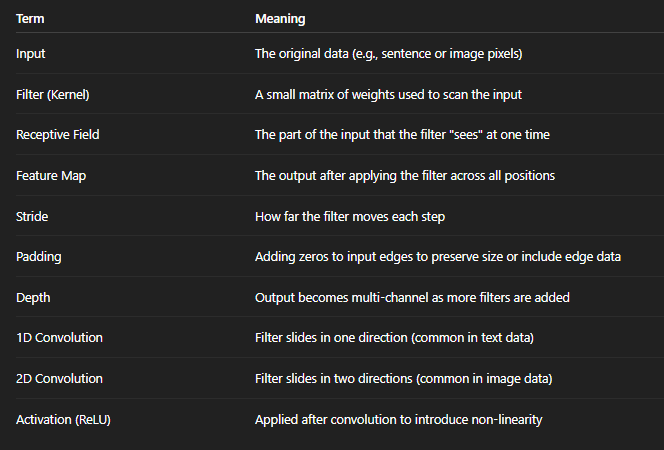 Term Meaning
Input The original data (e.g., sentence or image pixels)
Filter (Kernel) A small matrix of weights used to scan the input
Receptive Field The part of the input that the filter "sees" at one time
Feature Map The output after applying the filter across all positions
Stride How far the filter moves each step
Padding Adding zeros to input edges to preserve size or include edge data
Depth Output becomes multi-channel as more filters are added
1D Convolution Filter slides in one direction (common in text data)
2D Convolution Filter slides in two directions (common in image data)
Activation (ReLU) Applied after convolution to introduce non-linearity